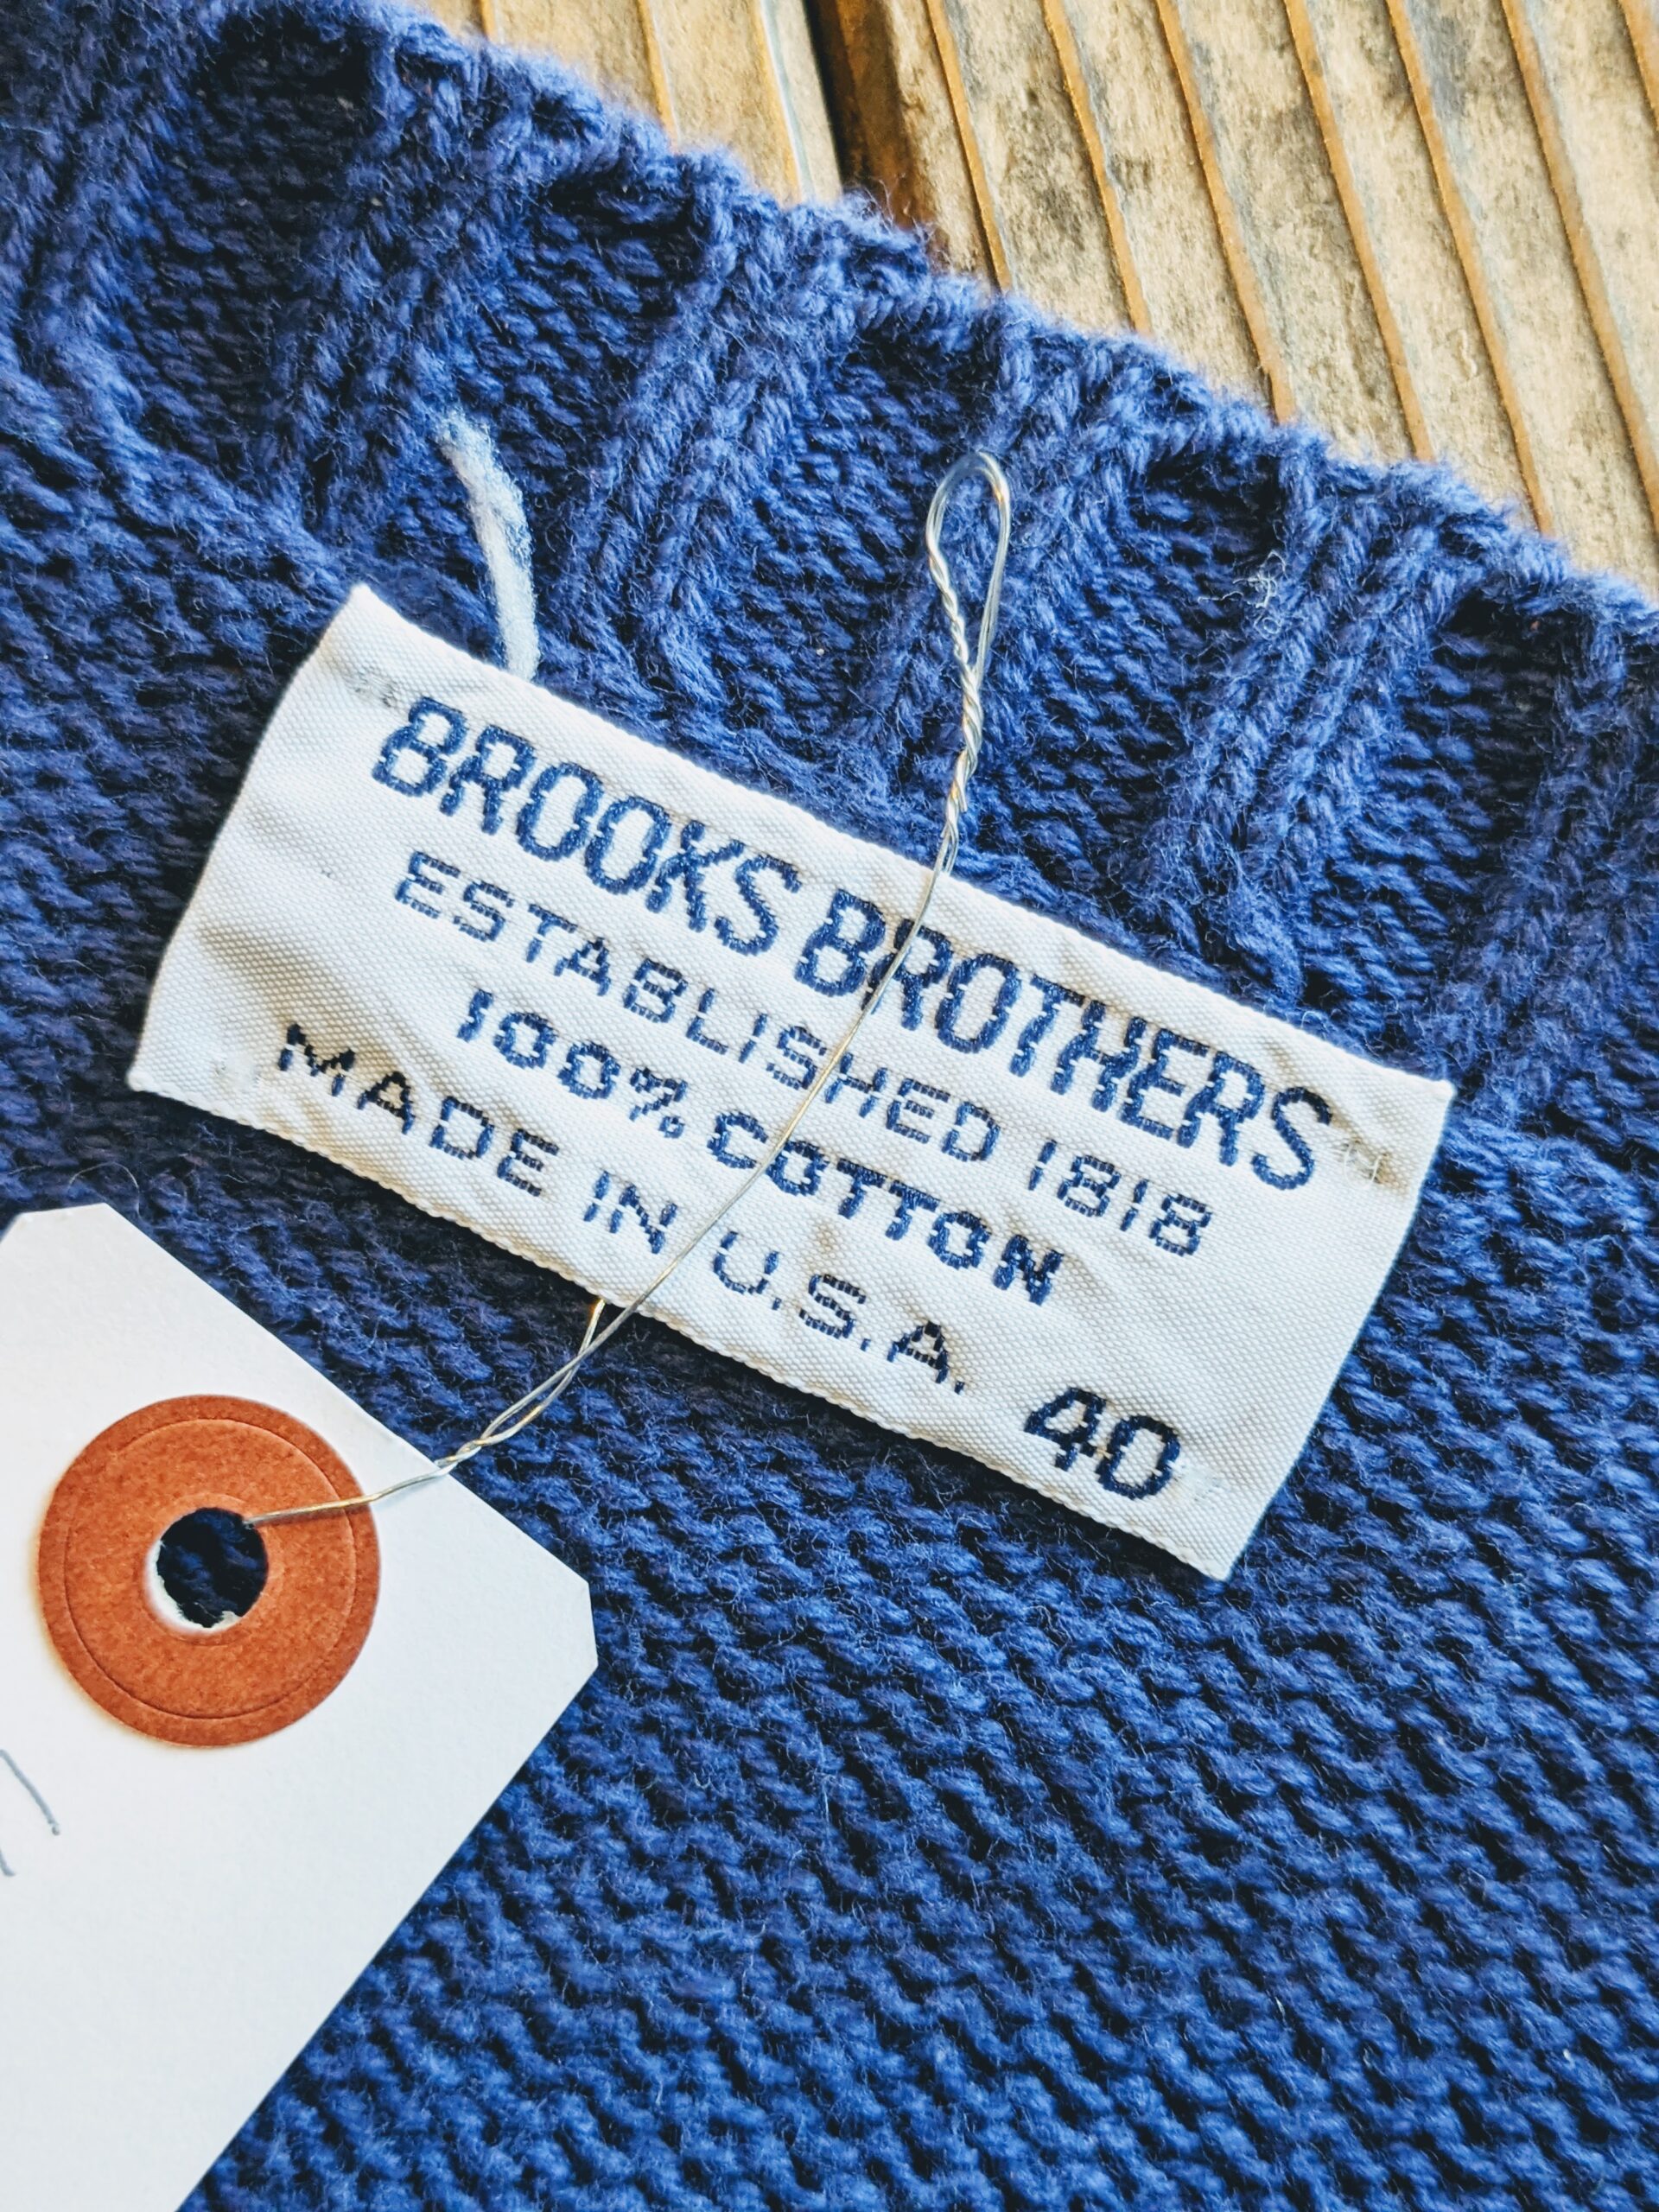 BROOKS BROTHERS
ESTABLISHED 1818
100% COTTON
MADE IN U.S.A. 40